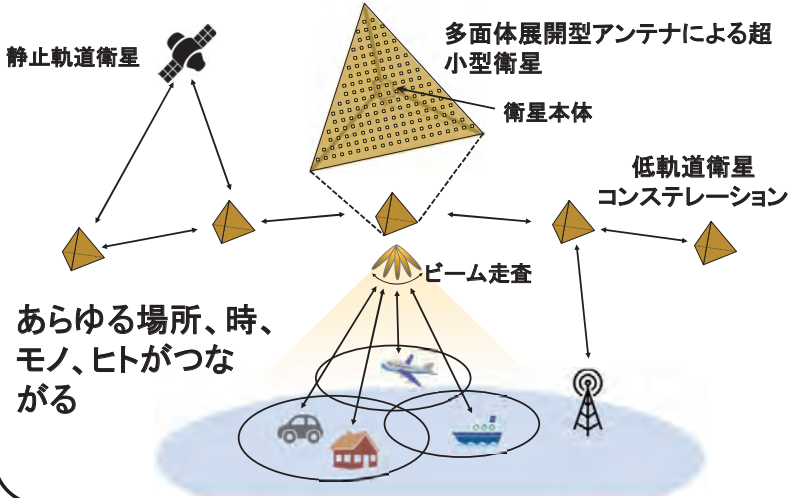 静止軌道衛星
多面体展開型アンテナによる超
小型衛星
衛星本体
低軌道衛星
コンステレーション
ビーム走査
あらゆる場所、時、
モノ、ヒトがつな
がる